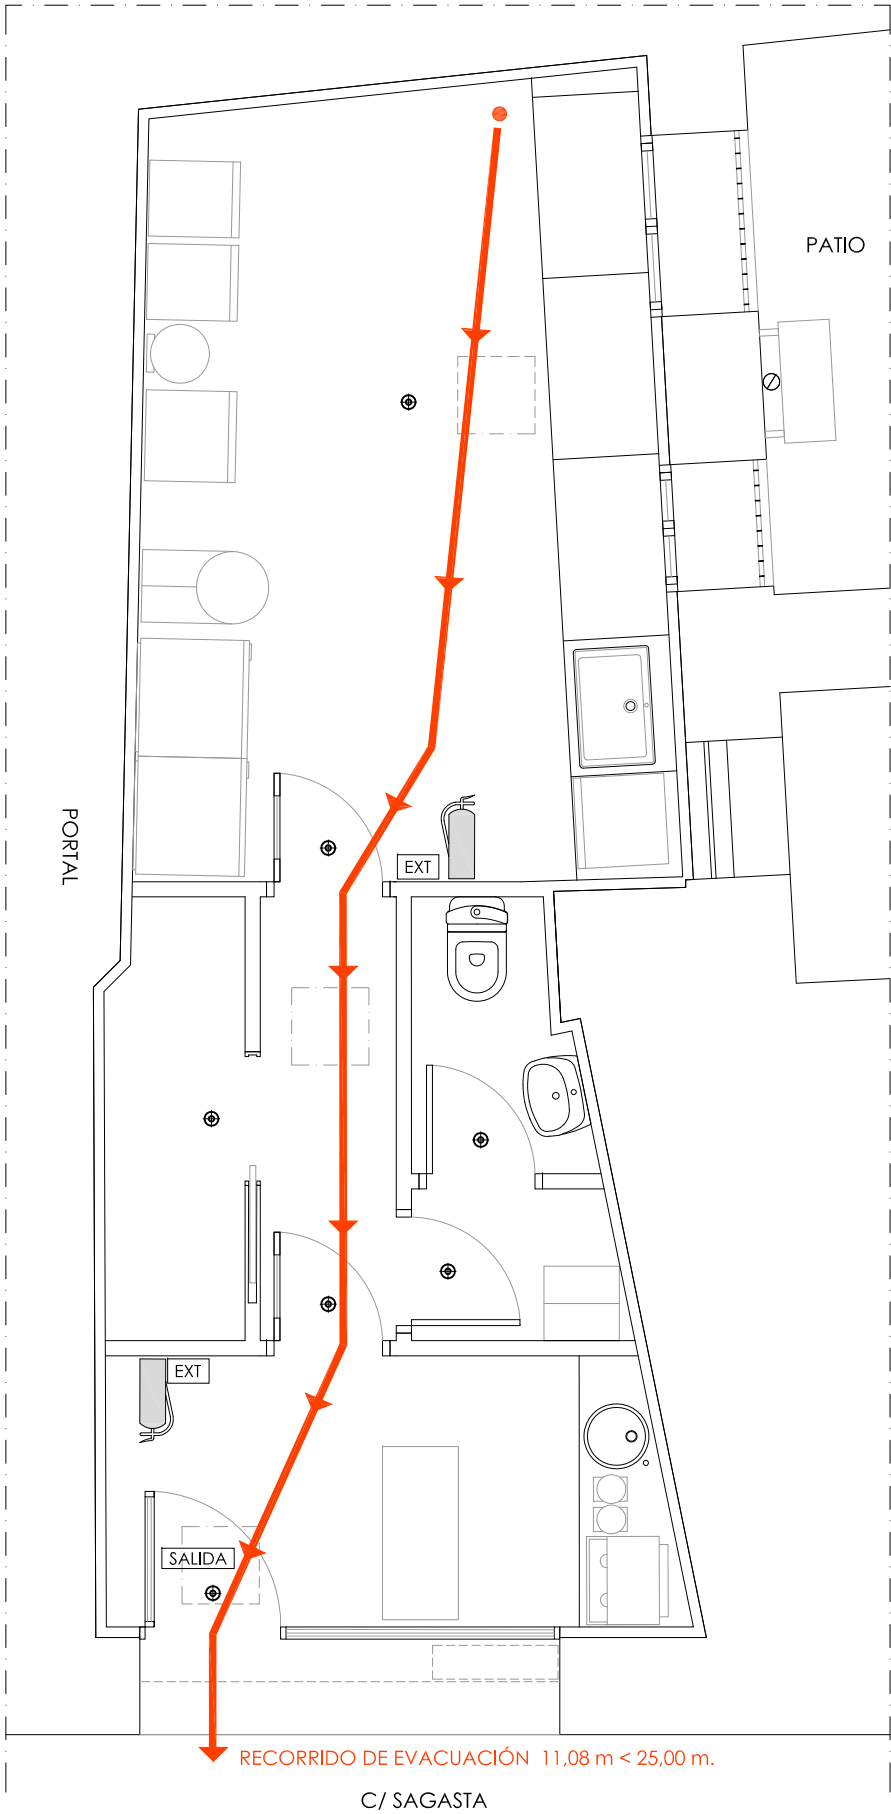 PATIO
PORTAL
EXT
EXT
SALIDA
RECORRIDO DE EVACUACIÓN 11,08 m < 25,00 m.
C/ SAGASTA